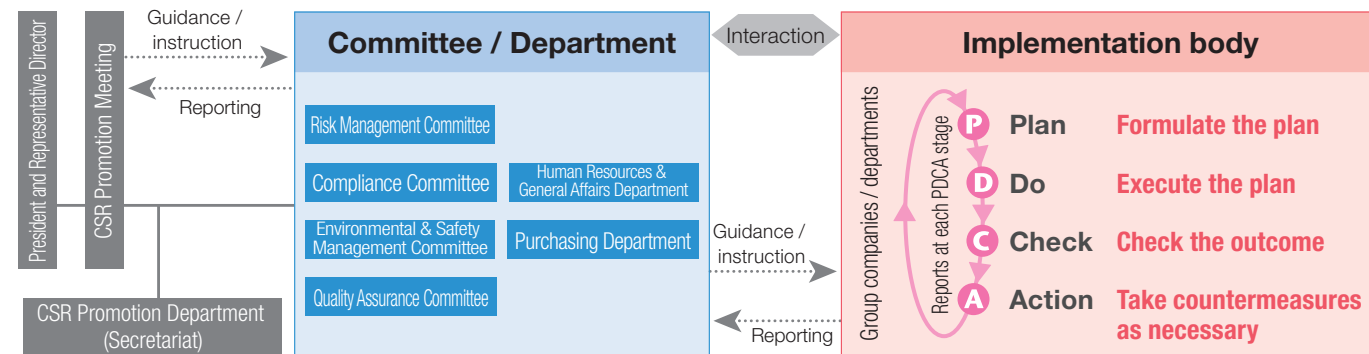 President and Representative Director
CSR Promotion Meeting
Guidance /
instruction
Reporting
CSR Promotion Department
(Secretariat)
Committee / Department
Risk Management Committee
Compliance Committee
Human Resources &
General Affairs Department
Environmental & Safety
Management Committee
Purchasing Department
Quality Assurance Committee
Interaction
Guidance /
instruction
Reporting
Implementation body
Group companies / departments
Reports at each PDCA stage
P Plan Formulate the plan
D Do Execute the plan
C Check Check the outcome
A Action Take countermeasures
as necessary